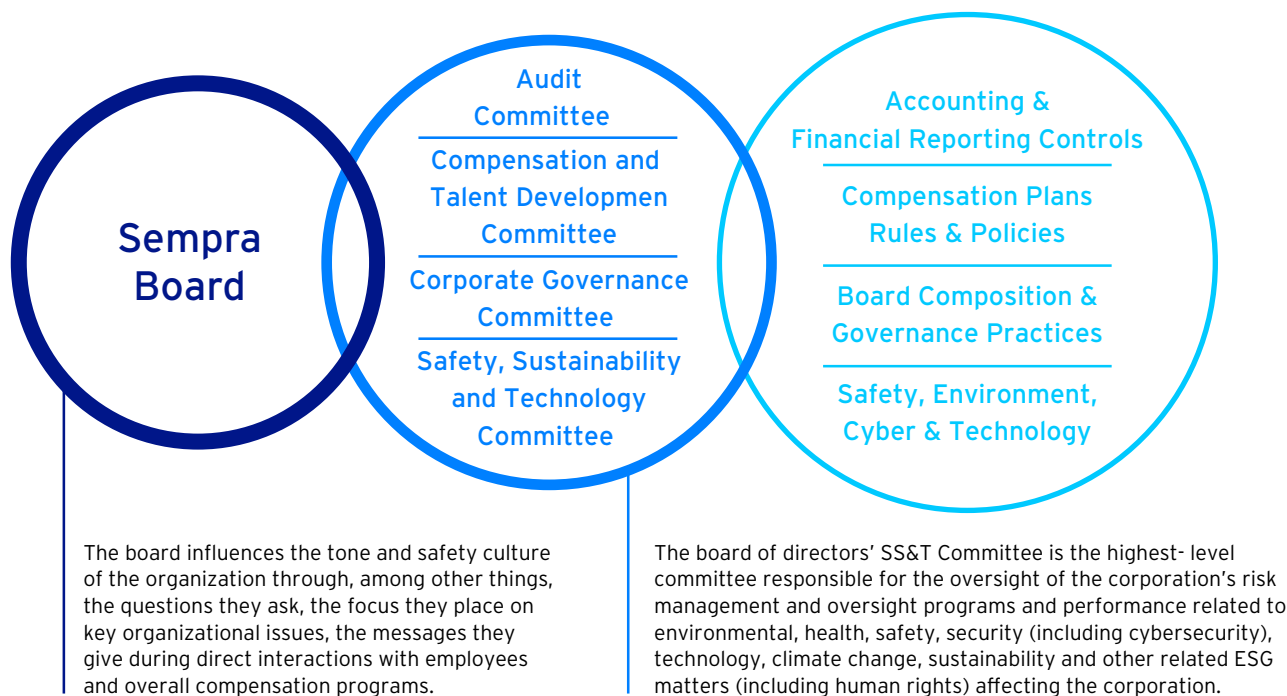 Sempra
Board
Audit
Committee
Compensation and
Talent Developmen
Committee
Corporate Governance
Committee
Safety, Sustainability
and Technology
Committee
Accounting &
Financial Reporting Controls
Compensation Plans
Rules & Policies
Board Composition &
Governance Practices
Safety, Environment,
Cyber & Technology
The board influences the tone and safety culture
of the organization through, among other things,
the questions they ask, the focus they place on
key organizational issues, the messages they
give during direct interactions with employees
and overall compensation programs.
The board of directors’ SS&T Committee is the highest- level
committee responsible for the oversight of the corporation’s risk
management and oversight programs and performance related to
environmental, health, safety, security (including cybersecurity),
technology, climate change, sustainability and other related ESG
matters (including human rights) affecting the corporation.